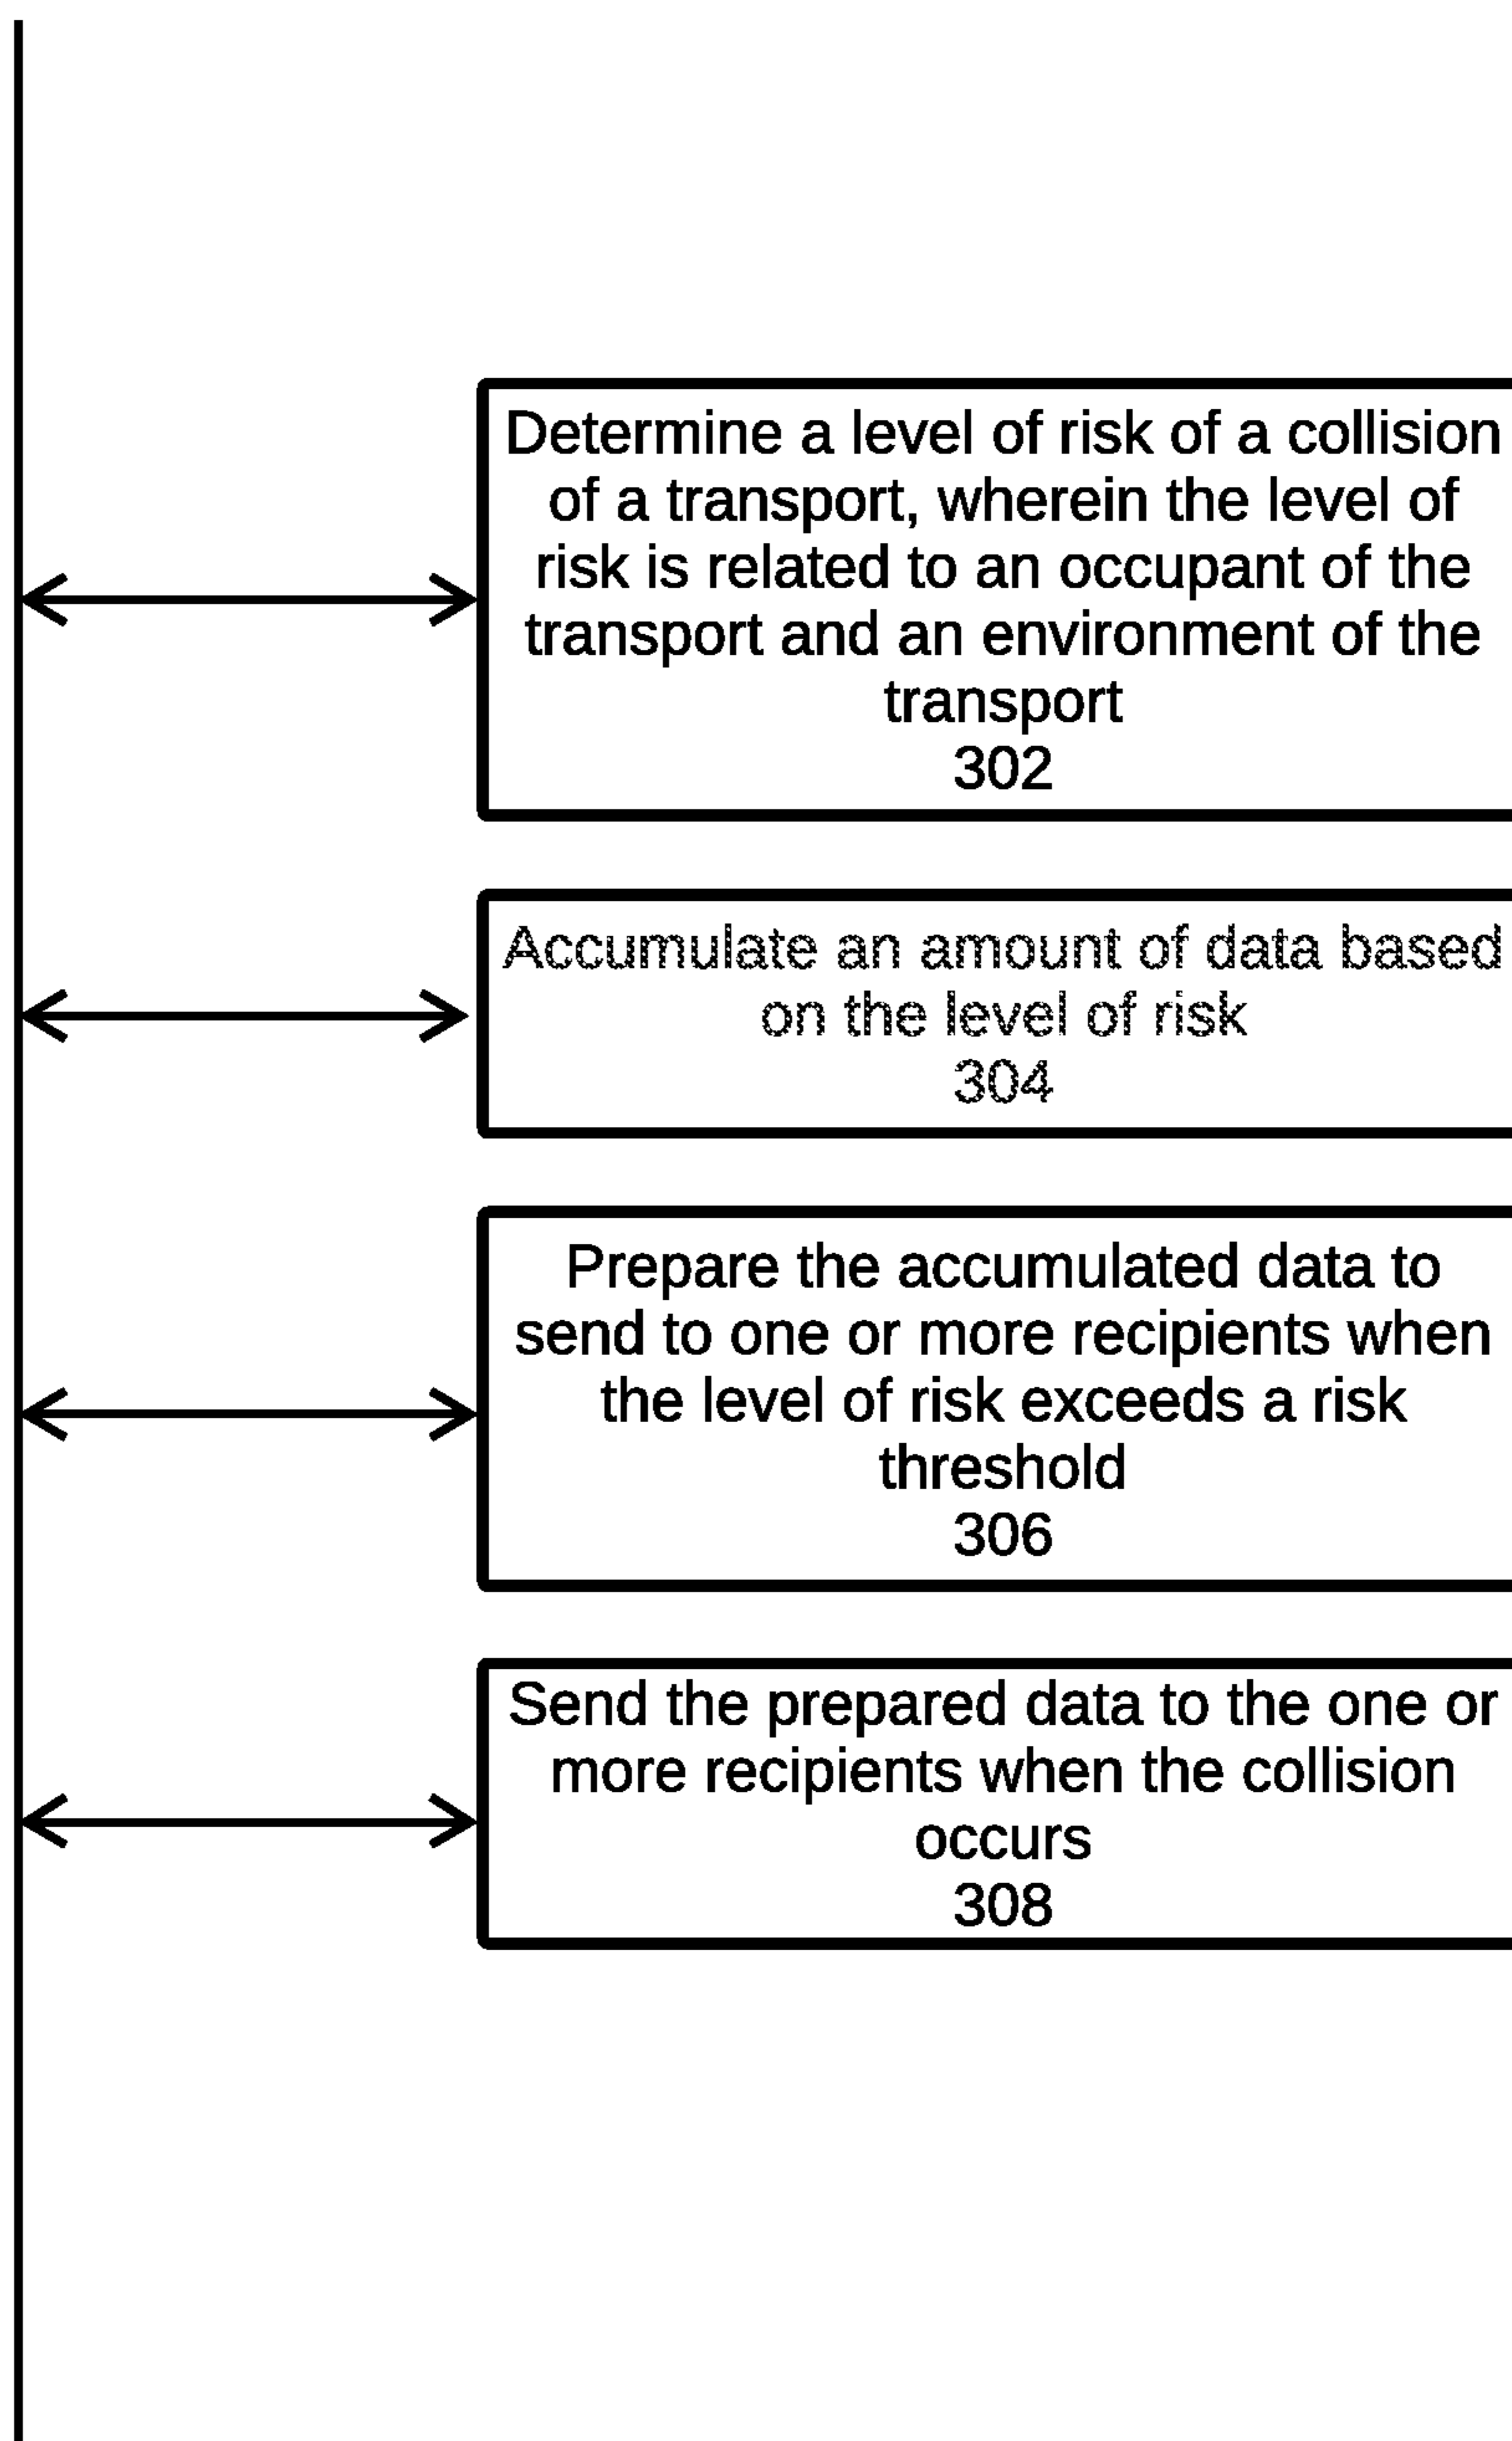 Determine a level of risk of a collision
of a transport, wherein the level of
risk is related to an occupant of the
transport and an environment of the
transport
302
Accumulate an amount of data based
on the level of risk
304
Prepare the accumulated data to
send to one or more recipients when
the level of risk exceeds a risk
threshold
306
Send the prepared data to the one or
more recipients when the collision
occurs
308